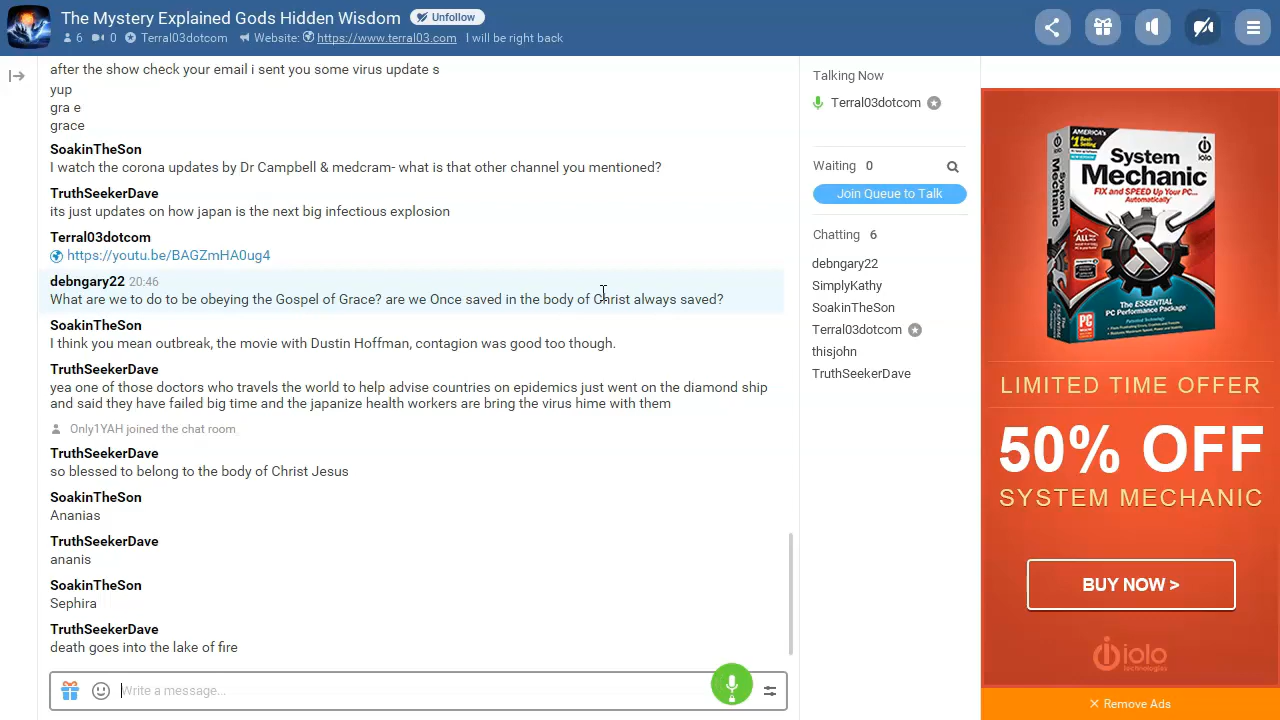 The Mystery Explained Gods Hidden Wisdom
Unfollow
6 0 Terral03dotcom Website: https://www.terral03.com I will be right back
after the show check your email i sent you some virus update s
yup
gra e
grace
SoakinTheSon
I watch the corona updates by Dr Campbell & medcram- what is that other channel you mentioned?
TruthSeekerDave
its just updates on how japan is the next big infectious explosion
Terral03dotcom
https://youtu.be/BAGZmHA0ug4
debngary22 20:46
What are we to do to be obeying the Gospel of Grace? are we Once saved in the body of Christ always saved?
SoakinTheSon
I think you mean outbreak, the movie with Dustin Hoffman, contagion was good too though.
TruthSeekerDave
yea one of those doctors who travels the world to help advise countries on epidemics just went on the diamond ship
and said they have failed big time and the japanize health workers are bring the virus hime with them
Only1YAH joined the chat room
TruthSeekerDave
so blessed to belong to the body of Christ Jesus
SoakinTheSon
Ananias
TruthSeekerDave
ananis
SoakinTheSon
Sephira
TruthSeekerDave
death goes into the lake of fire
Write a message...
Talking Now
Terral03dotcom
Waiting 0
Join Queue to Talk
Chatting 6
debngary22
SimplyKathy
SoakinTheSon
Terral03dotcom
thisjohn
TruthSeekerDave
AMERICA'S
#1 Best-Selling
iolo
System
Mechanic
FIX and SPEED Up Your PC...
Automatically
System Mechanic
The ESSENTIAL
PC Performance Package
LIMITED TIME OFFER
50% OFF
SYSTEM MECHANIC
BUY NOW >
iolo
technologies
Remove Ads